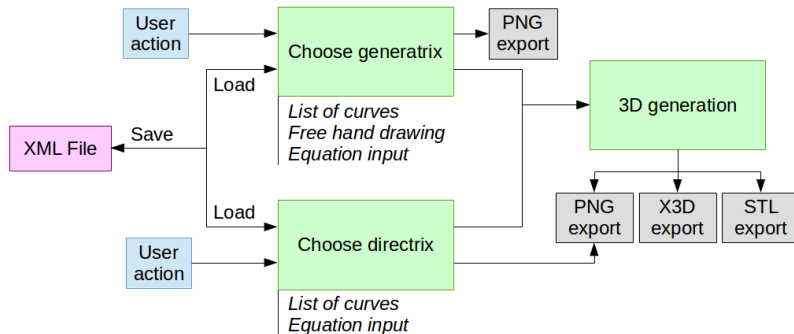 User
action
Choose generatrix
PNG
export
Load
List of curves
Free hand drawing
Equation input
3D generation
XML File
Save
Load
Choose directrix
PNG
export
X3D
export
STL
export
User
action
List of curves
Equation input